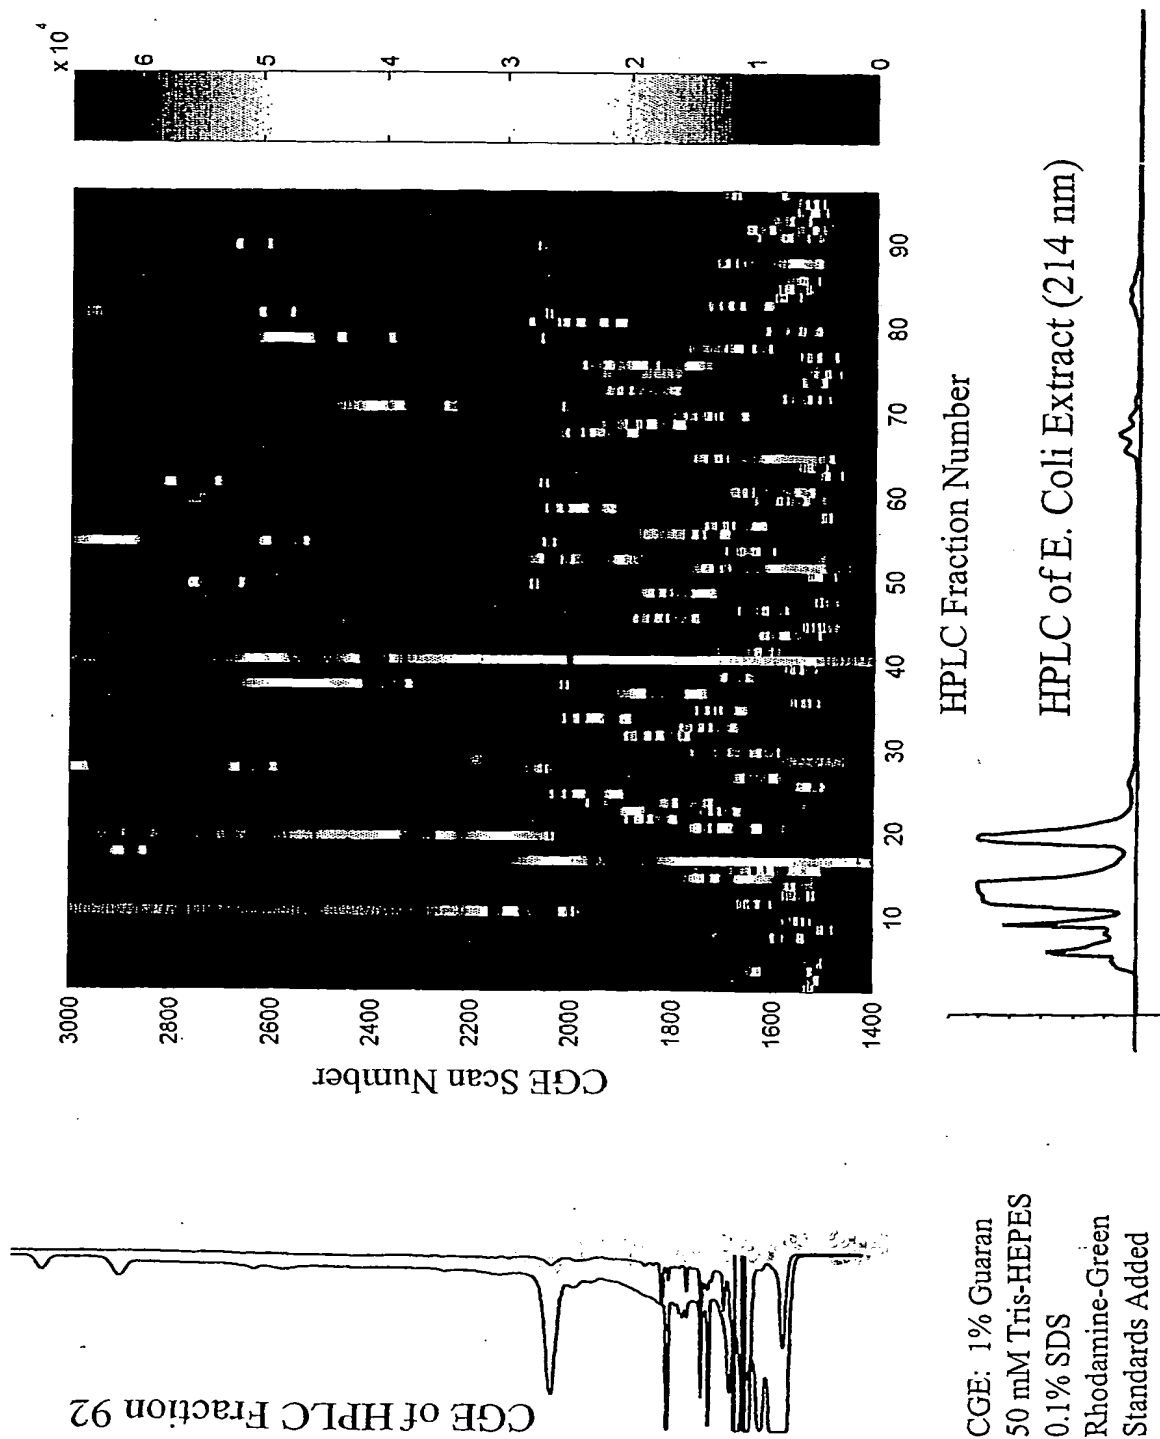 CGE of HPLC Fraction 92
CGE Scan Number
3000
2800
2600
2400
2200
2000
1800
1600
1400
10
20
30
40
50
60
70
80
90
HPLC Fraction Number
x 10^4
6
5
4
3
2
1
0
HPLC of E. Coli Extract (214 nm)
CGE: 1% Guaran
50 mM Tris-HEPES
0.1% SDS
Rhodamine-Green
Standards Added